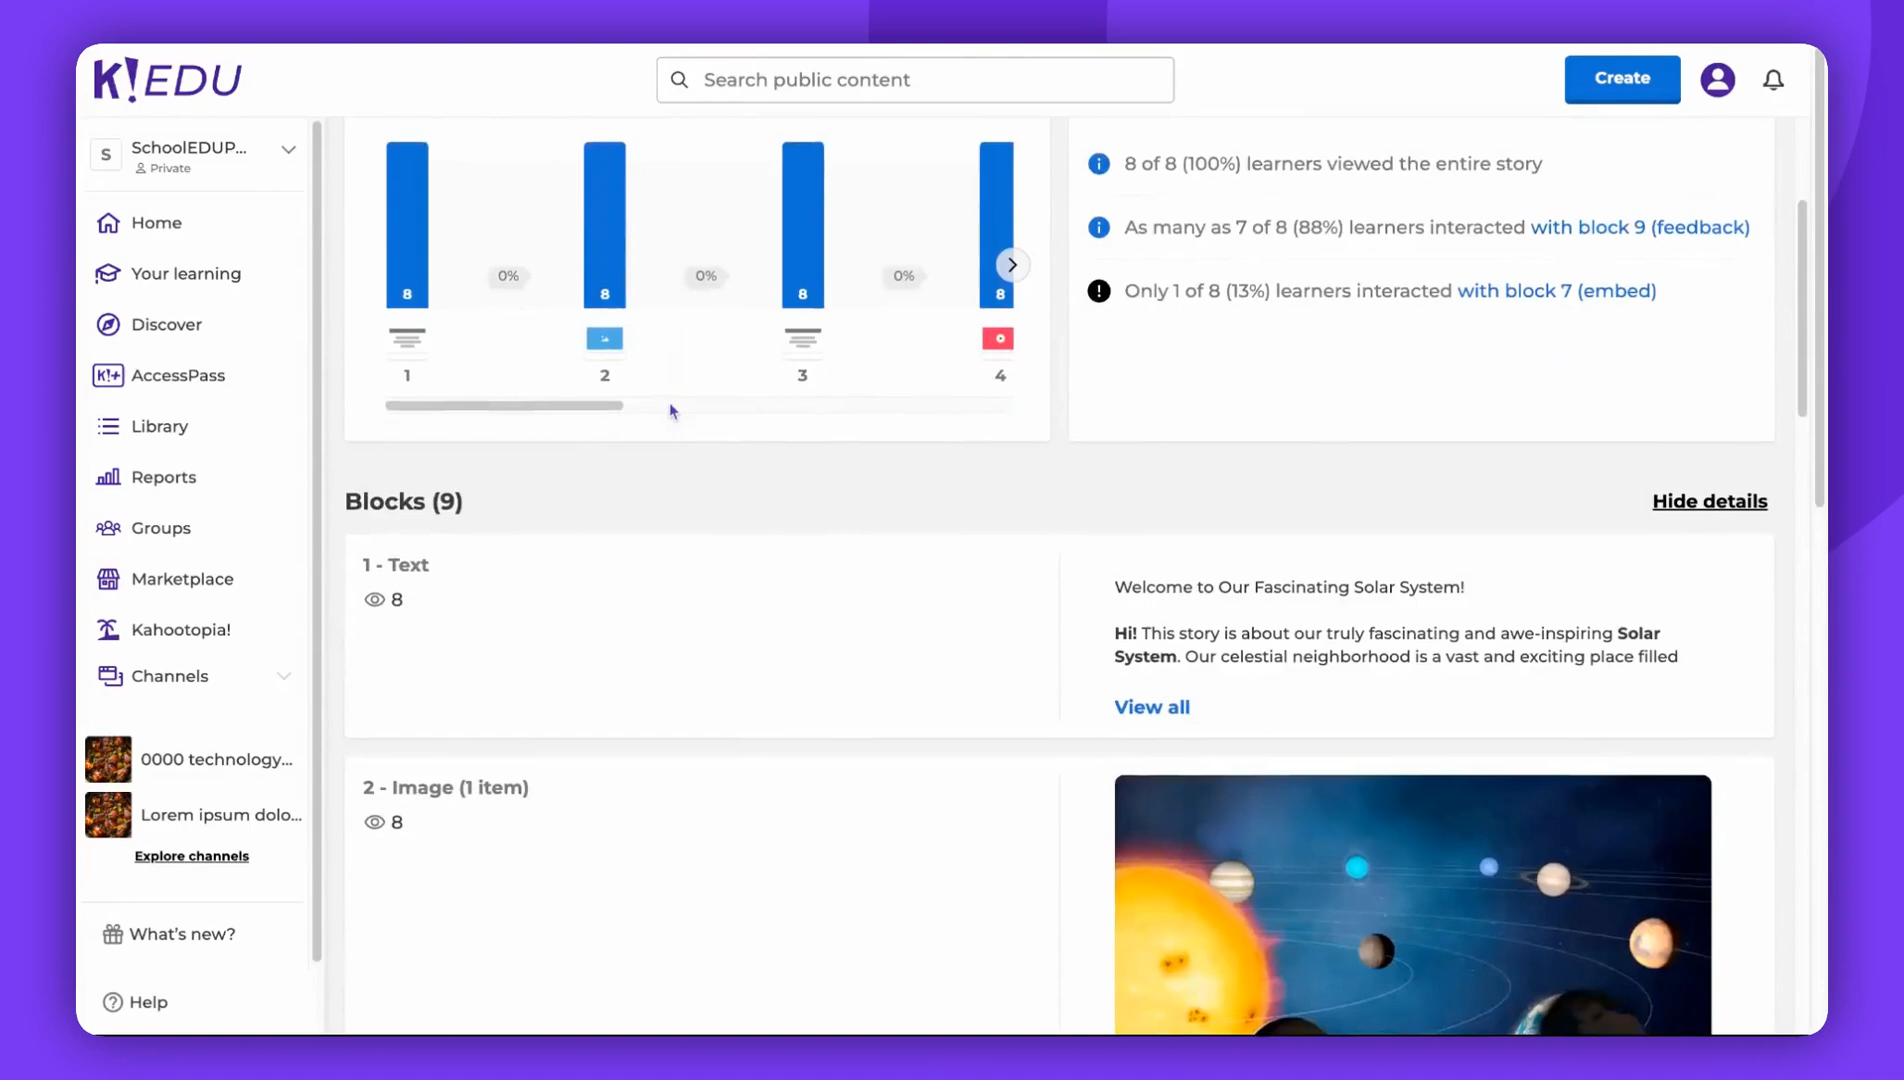 K!EDU
Search public content
Create
S
SchoolEDUP...
Private
Home
Your learning
Discover
K!+ AccessPass
Library
Reports
Groups
Marketplace
Kahootopia!
Channels
0000 technology...
Lorem ipsum dolo...
Explore channels
What's new?
Help
8 0% 8 0% 8 0% 8
1 2 3 4
8 of 8 (100%) learners viewed the entire story
As many as 7 of 8 (88%) learners interacted with block 9 (feedback)
Only 1 of 8 (13%) learners interacted with block 7 (embed)
Blocks (9)
Hide details
1 - Text
8
Welcome to Our Fascinating Solar System!
Hi! This story is about our truly fascinating and awe-inspiring Solar
System. Our celestial neighborhood is a vast and exciting place filled
View all
2 - Image (1 item)
8